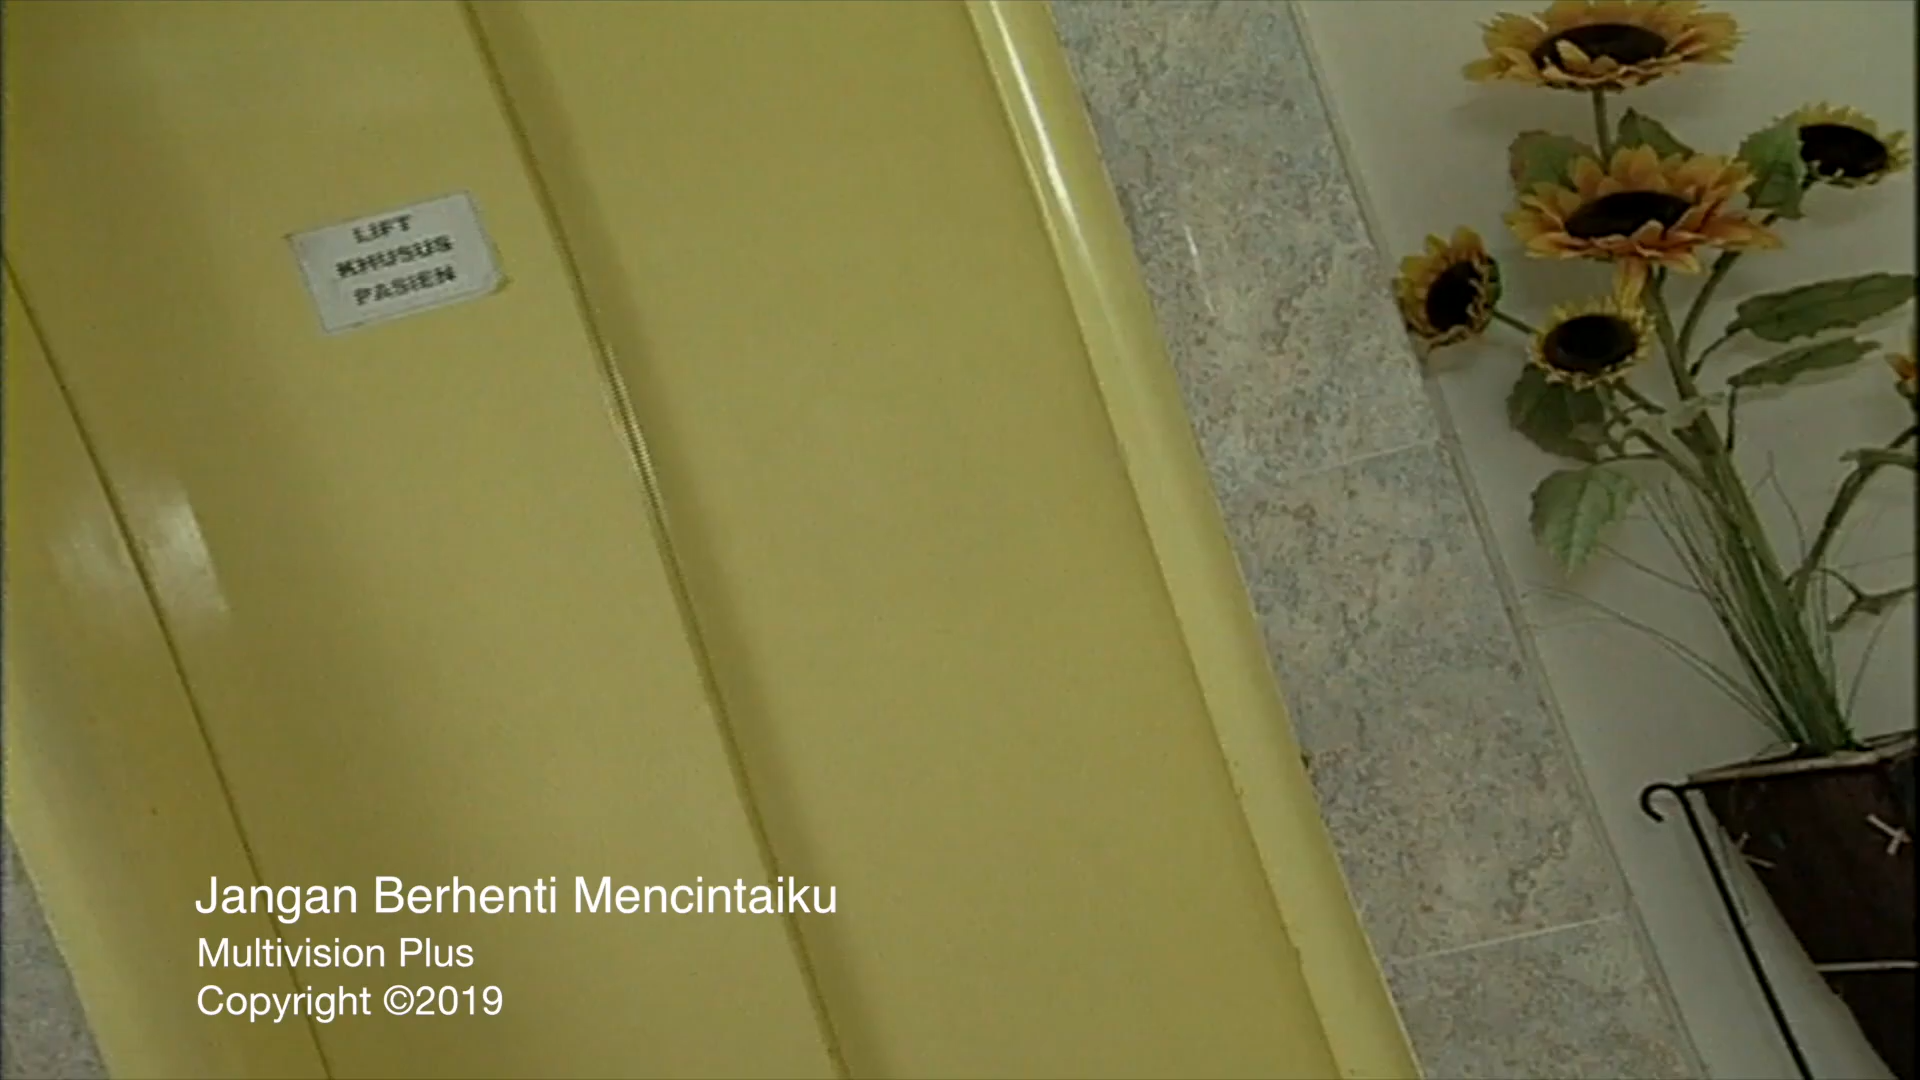 LIFT
KHUSUS
PASIEN
Jangan Berhenti Mencintaiku
Multivision Plus
Copyright ©2019